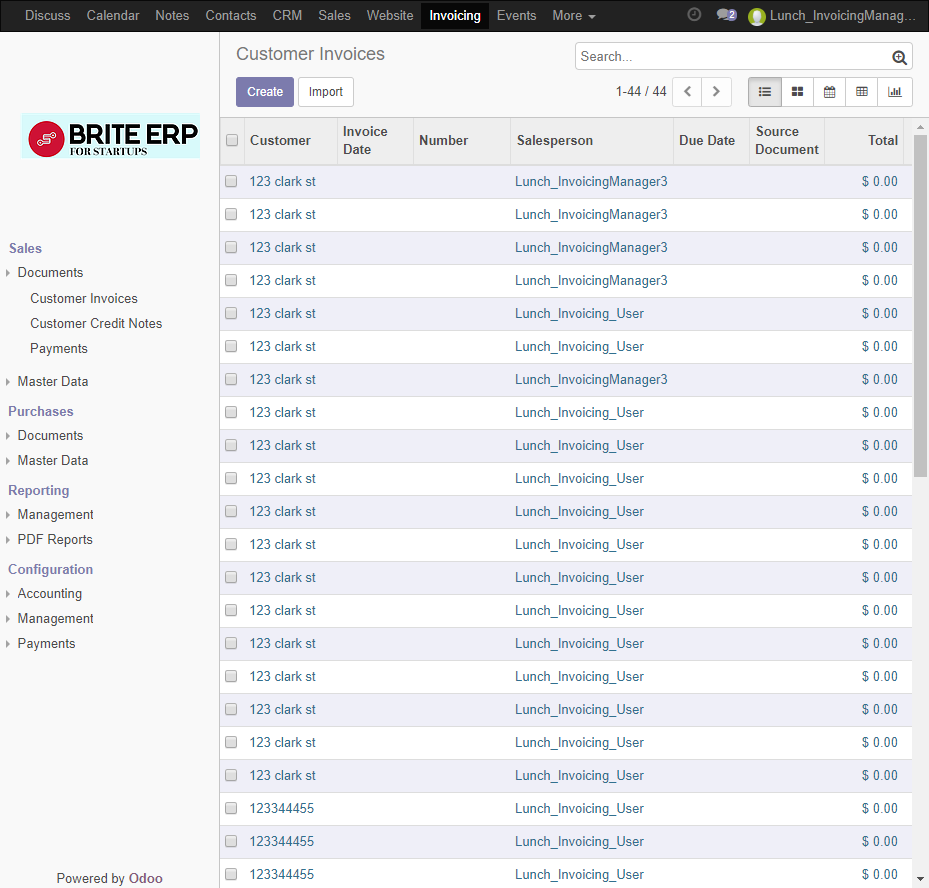 Discuss Calendar Notes Contacts CRM Sales Website Invoicing Events More 2 Lunch_InvoicingManag...
Customer Invoices
Search...
Create Import
1-44 / 44
BRITE ERP
FOR STARTUPS
Sales
Documents
Customer Invoices
Customer Credit Notes
Payments
Master Data
Purchases
Documents
Master Data
Reporting
Management
PDF Reports
Configuration
Accounting
Management
Payments
Powered by Odoo
Customer Invoice Date Number Salesperson Due Date Source Document Total
123 clark st Lunch_InvoicingManager3 $ 0.00
123 clark st Lunch_InvoicingManager3 $ 0.00
123 clark st Lunch_InvoicingManager3 $ 0.00
123 clark st Lunch_InvoicingManager3 $ 0.00
123 clark st Lunch_Invoicing_User $ 0.00
123 clark st Lunch_Invoicing_User $ 0.00
123 clark st Lunch_InvoicingManager3 $ 0.00
123 clark st Lunch_Invoicing_User $ 0.00
123 clark st Lunch_Invoicing_User $ 0.00
123 clark st Lunch_Invoicing_User $ 0.00
123 clark st Lunch_Invoicing_User $ 0.00
123 clark st Lunch_Invoicing_User $ 0.00
123 clark st Lunch_Invoicing_User $ 0.00
123 clark st Lunch_Invoicing_User $ 0.00
123 clark st Lunch_Invoicing_User $ 0.00
123 clark st Lunch_Invoicing_User $ 0.00
123 clark st Lunch_Invoicing_User $ 0.00
123 clark st Lunch_Invoicing_User $ 0.00
123 clark st Lunch_Invoicing_User $ 0.00
123344455 Lunch_Invoicing_User $ 0.00
123344455 Lunch_Invoicing_User $ 0.00
123344455 Lunch_Invoicing_User $ 0.00